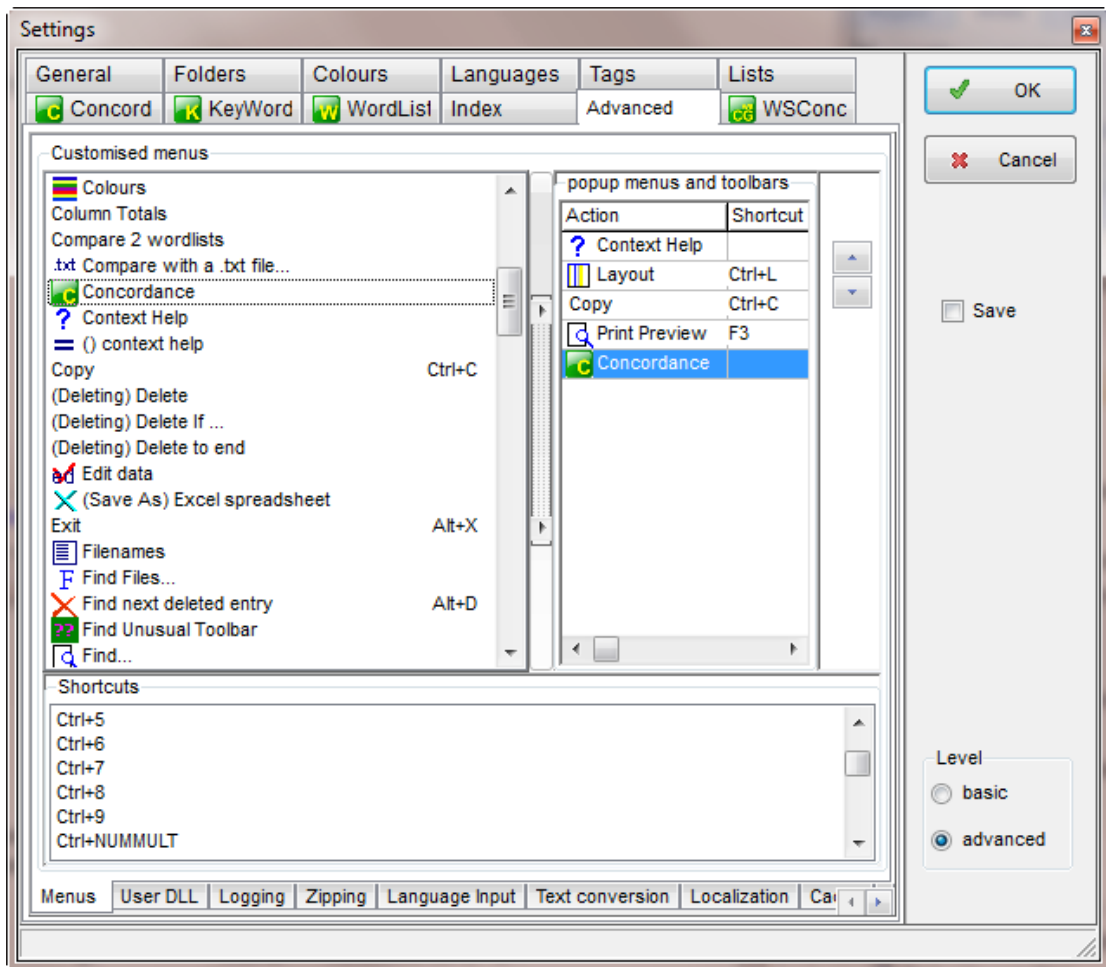 Settings
General Folders Colours Languages Tags Lists
C Concord K KeyWord W WordList Index Advanced WSConc
OK
Cancel
Customised menus
Colours
Column Totals
Compare 2 wordlists
.txt Compare with a .txt file...
C Concordance
? Context Help
= () context help
Copy Ctrl+C
(Deleting) Delete
(Deleting) Delete If ...
(Deleting) Delete to end
Edit data
(Save As) Excel spreadsheet
Exit Alt+X
Filenames
F Find Files...
Find next deleted entry Alt+D
?? Find Unusual Toolbar
Find...
popup menus and toolbars
Action Shortcut
? Context Help
Layout Ctrl+L
Copy Ctrl+C
Print Preview F3
C Concordance
Save
Shortcuts
Ctrl+5
Ctrl+6
Ctrl+7
Ctrl+8
Ctrl+9
Ctrl+NUMMULT
Level
basic
advanced
Menus User DLL Logging Zipping Language Input Text conversion Localization Ca